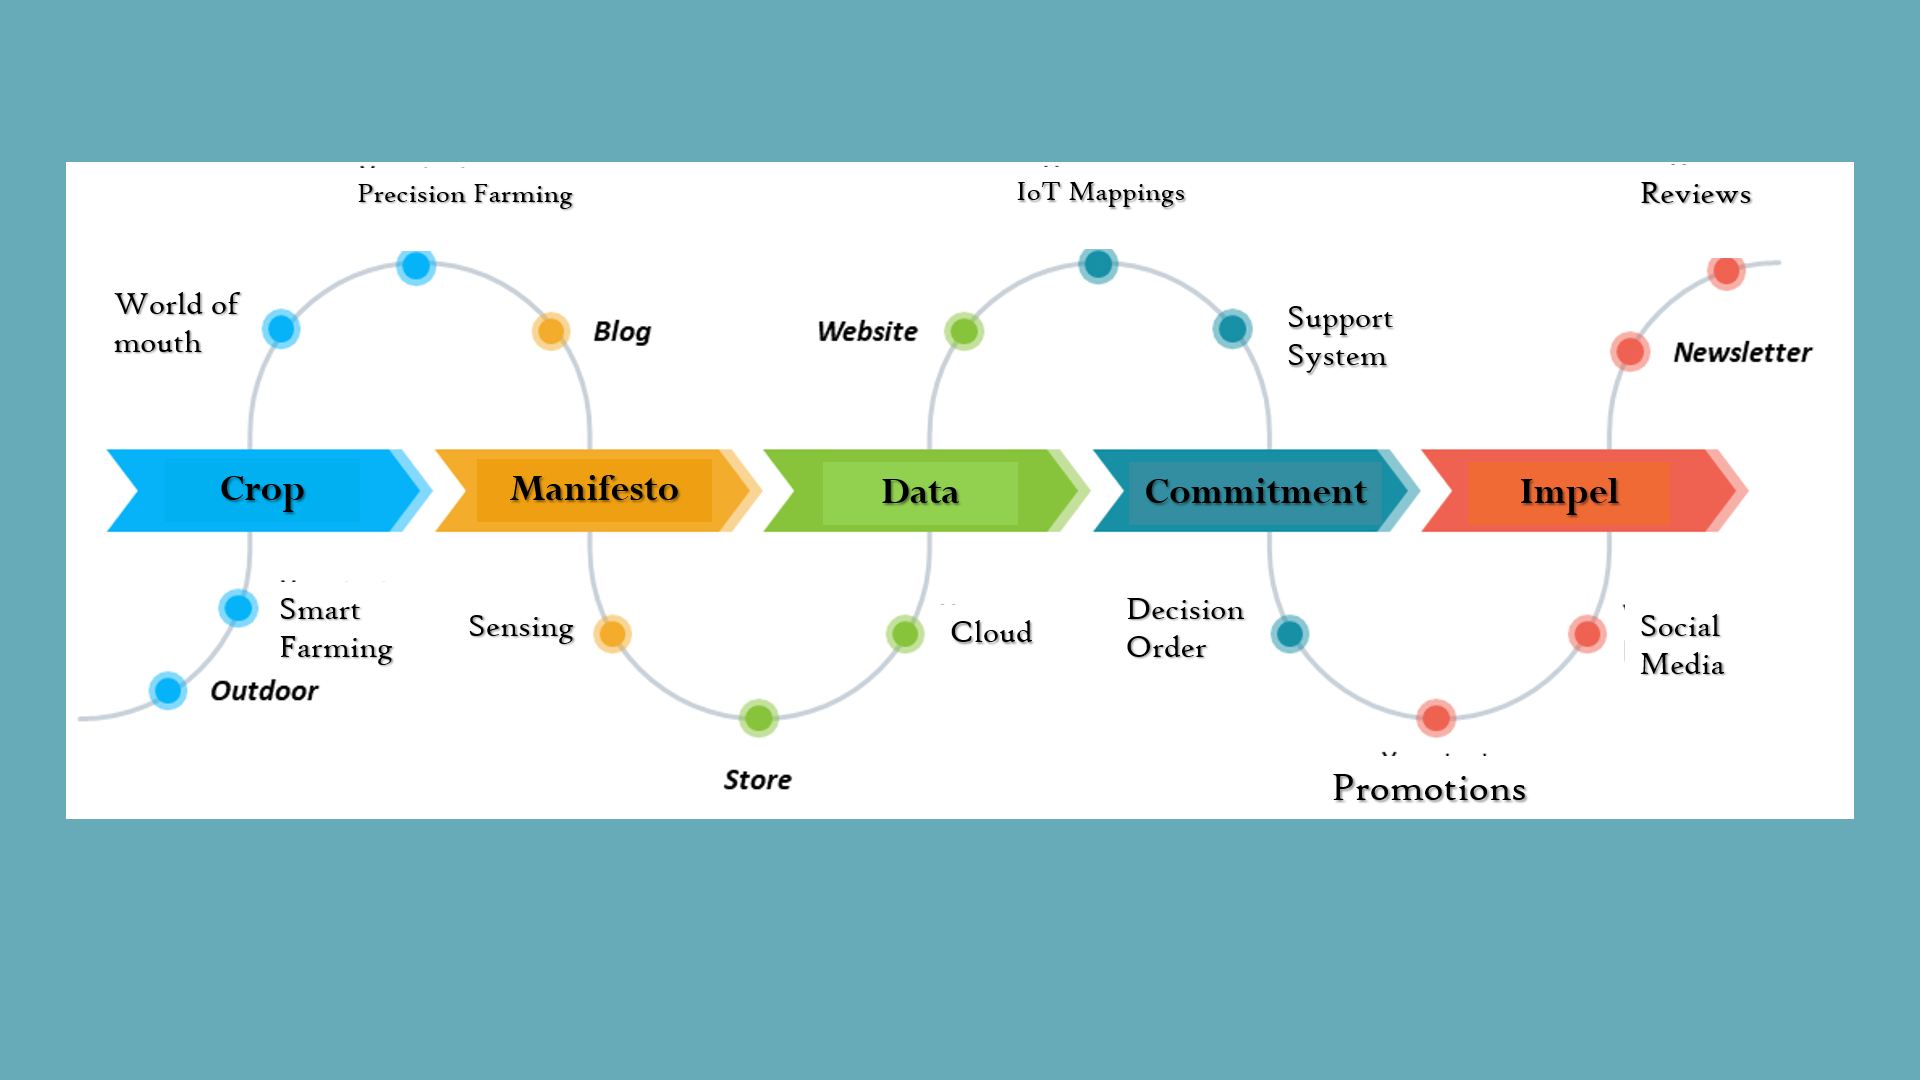 Precision Farming
IoT Mappings
Reviews
World of
mouth
Blog
Website
Support
System
Newsletter
Crop
Manifesto
Data
Commitment
Impel
Smart
Farming
Outdoor
Sensing
Cloud
Decision
Order
Social
Media
Store
Promotions